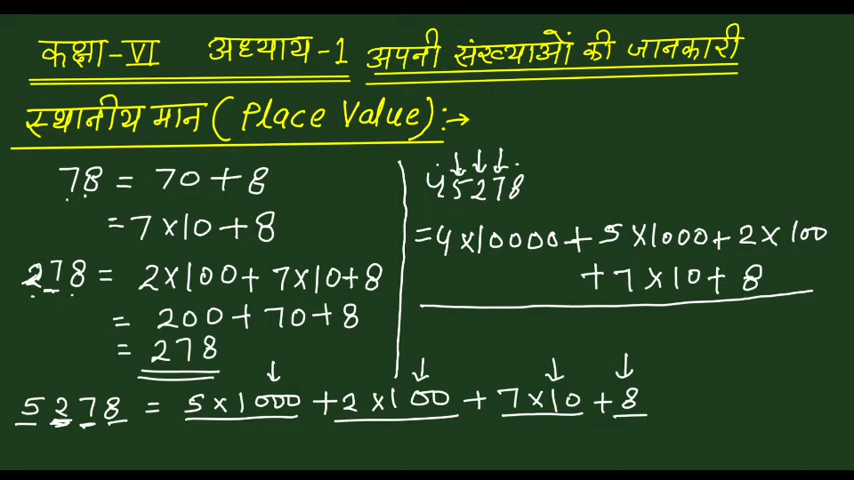 कक्षा-VI अध्याय-1 अपनी संख्याओं की जानकारी
स्थानीय मान (Place Value):→
78 = 70+8
=7×10+8
278 = 2×100+7×10+8
= 200+70+8
= 278
45278
=4×10000+5×1000+2×100
+7×10+8
5278 = 5×1000+2×100+7×10+8